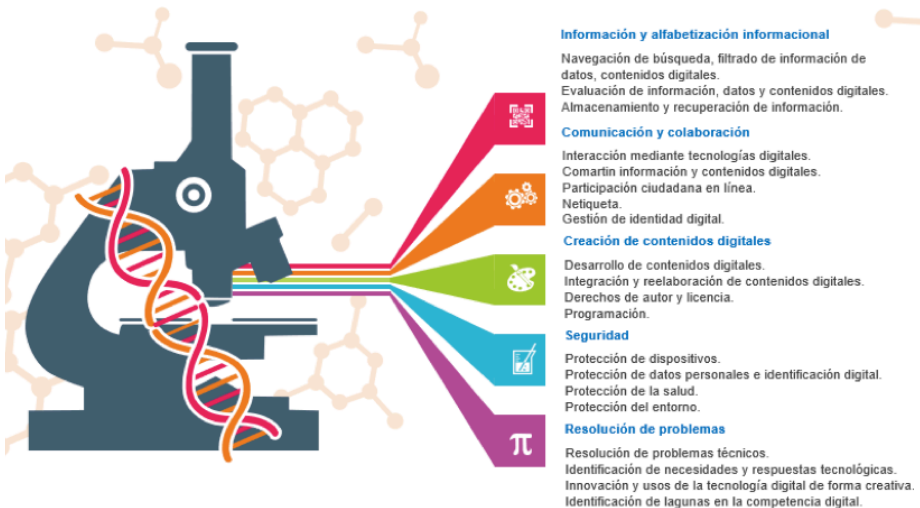 Información y alfabetización informacional
Navegación de búsqueda, filtrado de información de
datos, contenidos digitales.
Evaluación de información, datos y contenidos digitales.
Almacenamiento y recuperación de información.
Comunicación y colaboración
Interacción mediante tecnologías digitales.
Comartin información y contenidos digitales.
Participación ciudadana en línea.
Netiqueta.
Gestión de identidad digital.
Creación de contenidos digitales
Desarrollo de contenidos digitales.
Integración y reelaboración de contenidos digitales.
Derechos de autor y licencia.
Programación.
Seguridad
Protección de dispositivos.
Protección de datos personales e identificación digital.
Protección de la salud.
Protección del entorno.
π
Resolución de problemas
Resolución de problemas técnicos.
Identificación de necesidades y respuestas tecnológicas.
Innovación y usos de la tecnología digital de forma creativa.
Identificación de lagunas en la competencia digital.